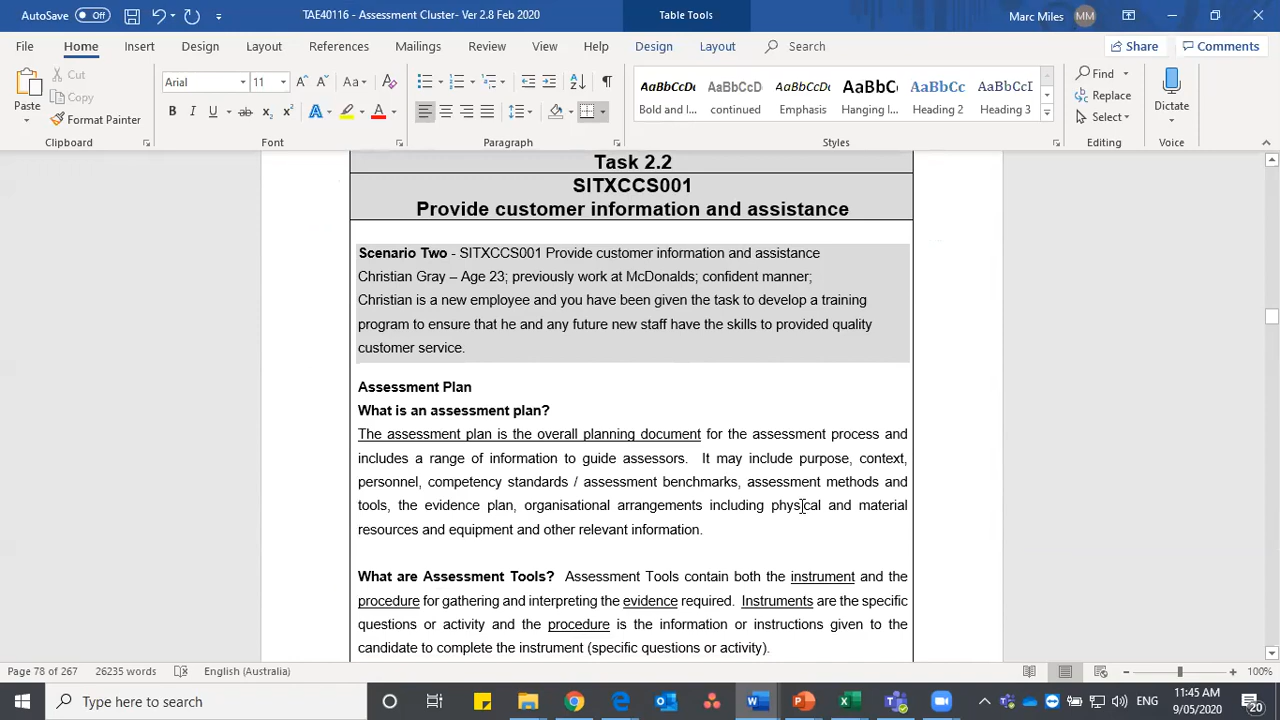 AutoSave Off TAE40116 - Assessment Cluster- Ver 2.8 Feb 2020 Table Tools Marc Miles MM
File Home Insert Design Layout References Mailings Review View Help Design Layout Search Share Comments
Paste Cut Copy Format Painter
Arial 11 Aa
B I U ab x2 x2 A A
AaBbCcDc AaBbCcDc AaBbCcDc AaBbC AaBbCc AaBbCcI
Bold and I... continued Emphasis Hanging I... Heading 2 Heading 3
Find Replace Select
Dictate
Clipboard Font Paragraph Styles Editing Voice
Task 2.2
SITXCCS001
Provide customer information and assistance
Scenario Two - SITXCCS001 Provide customer information and assistance
Christian Gray – Age 23; previously work at McDonalds; confident manner;
Christian is a new employee and you have been given the task to develop a training
program to ensure that he and any future new staff have the skills to provided quality
customer service.
Assessment Plan
What is an assessment plan?
The assessment plan is the overall planning document for the assessment process and
includes a range of information to guide assessors. It may include purpose, context,
personnel, competency standards / assessment benchmarks, assessment methods and
tools, the evidence plan, organisational arrangements including physical and material
resources and equipment and other relevant information.
What are Assessment Tools? Assessment Tools contain both the instrument and the
procedure for gathering and interpreting the evidence required. Instruments are the specific
questions or activity and the procedure is the information or instructions given to the
candidate to complete the instrument (specific questions or activity).
Page 78 of 267 26235 words English (Australia) 100%
Type here to search
ENG
11:45 AM
9/05/2020
20